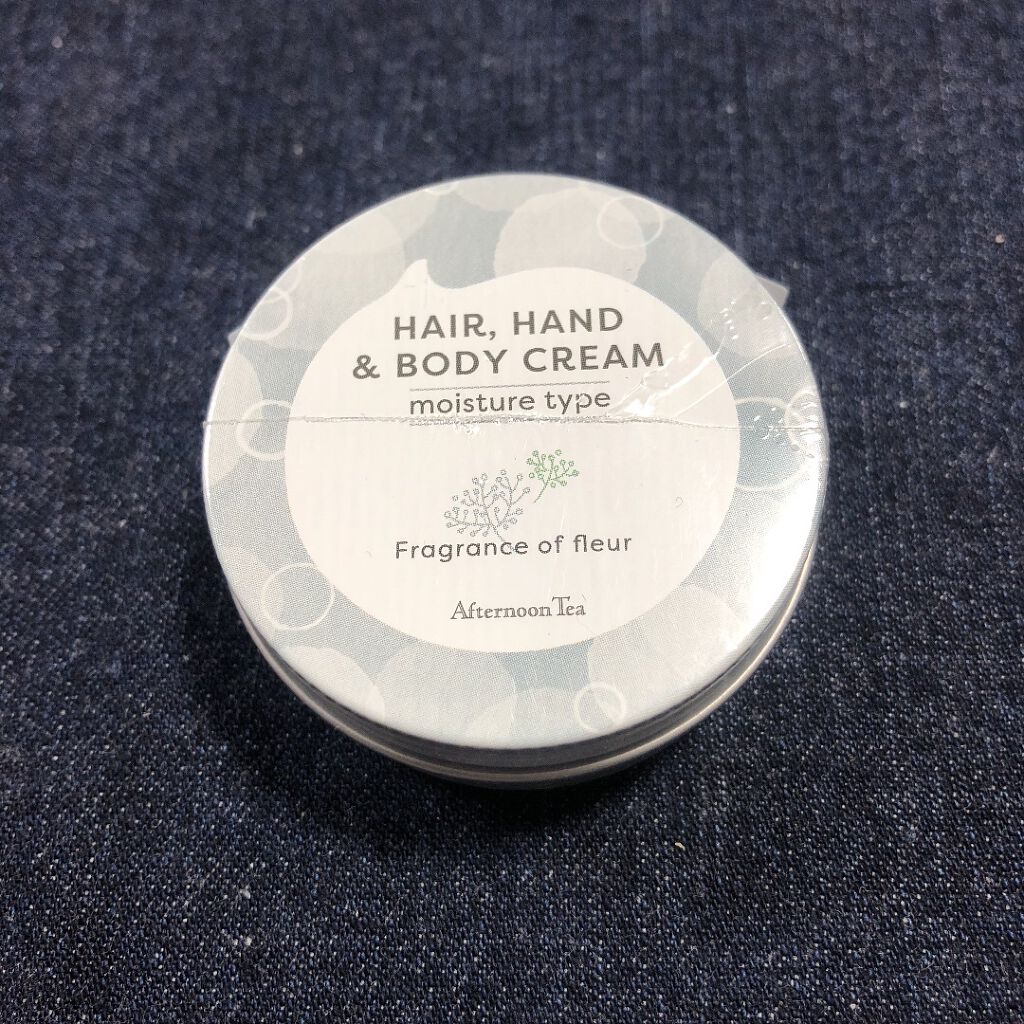 HAIR, HAND
& BODY CREAM
moisture type
Fragrance of fleur
Afternoon Tea